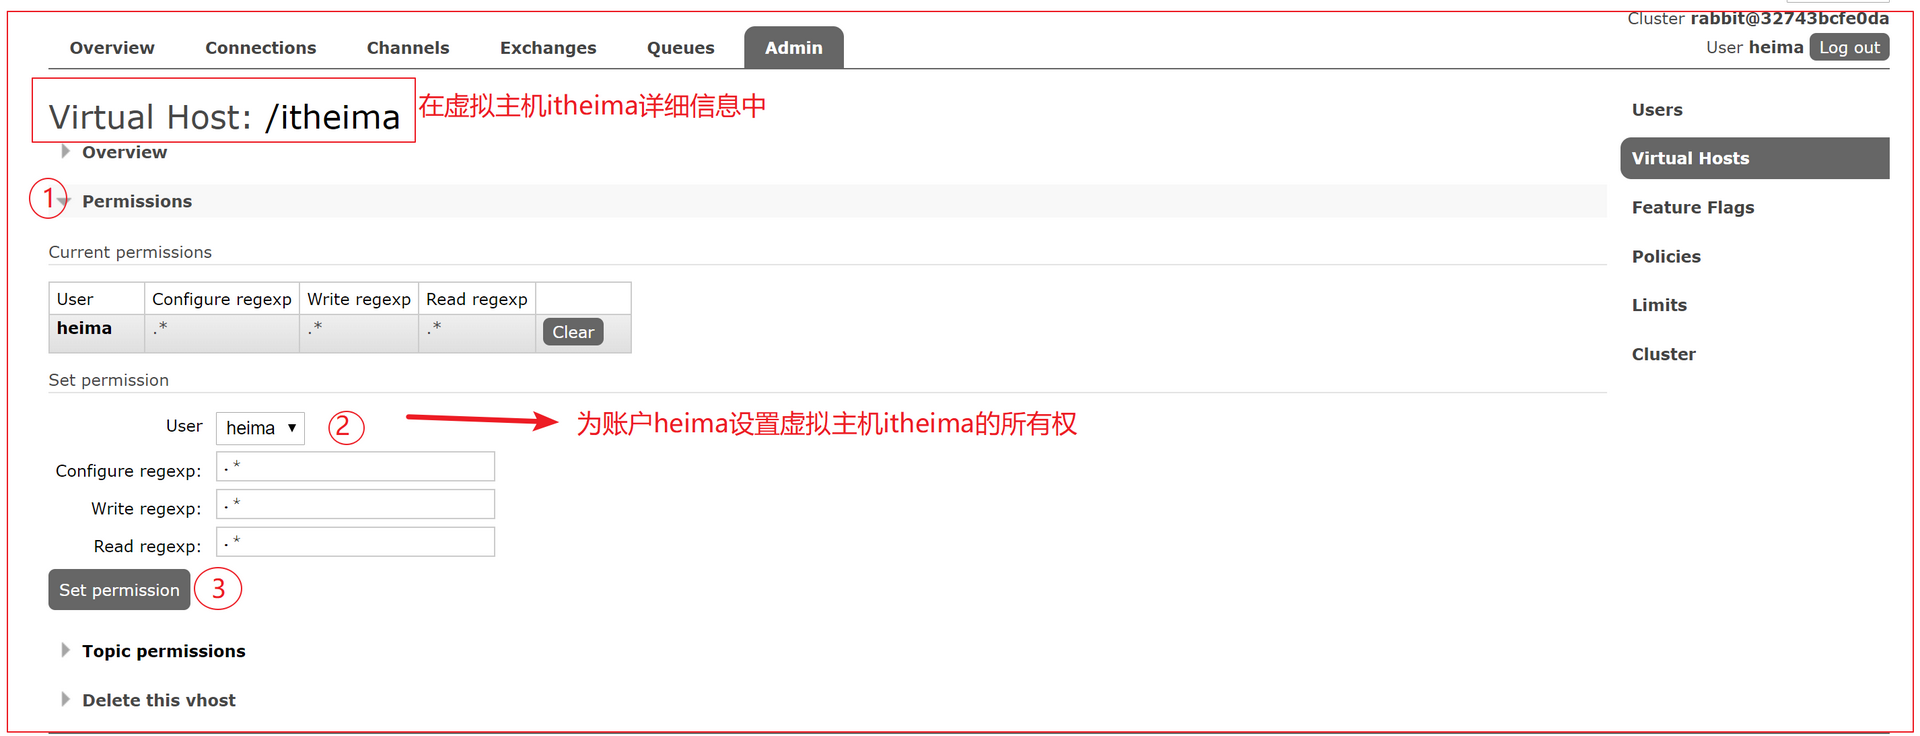 Cluster rabbit@32743bcfe0da
Overview Connections Channels Exchanges Queues Admin
User heima Log out
Virtual Host: /itheima 在虚拟主机itheima详细信息中
Overview
1 Permissions
Current permissions
User Configure regexp Write regexp Read regexp
heima .* .* .* Clear
Set permission
User heima ▼ 2 为账户heima设置虚拟主机itheima的所有权
Configure regexp: .*
Write regexp: .*
Read regexp: .*
Set permission 3
Topic permissions
Delete this vhost
Users
Virtual Hosts
Feature Flags
Policies
Limits
Cluster